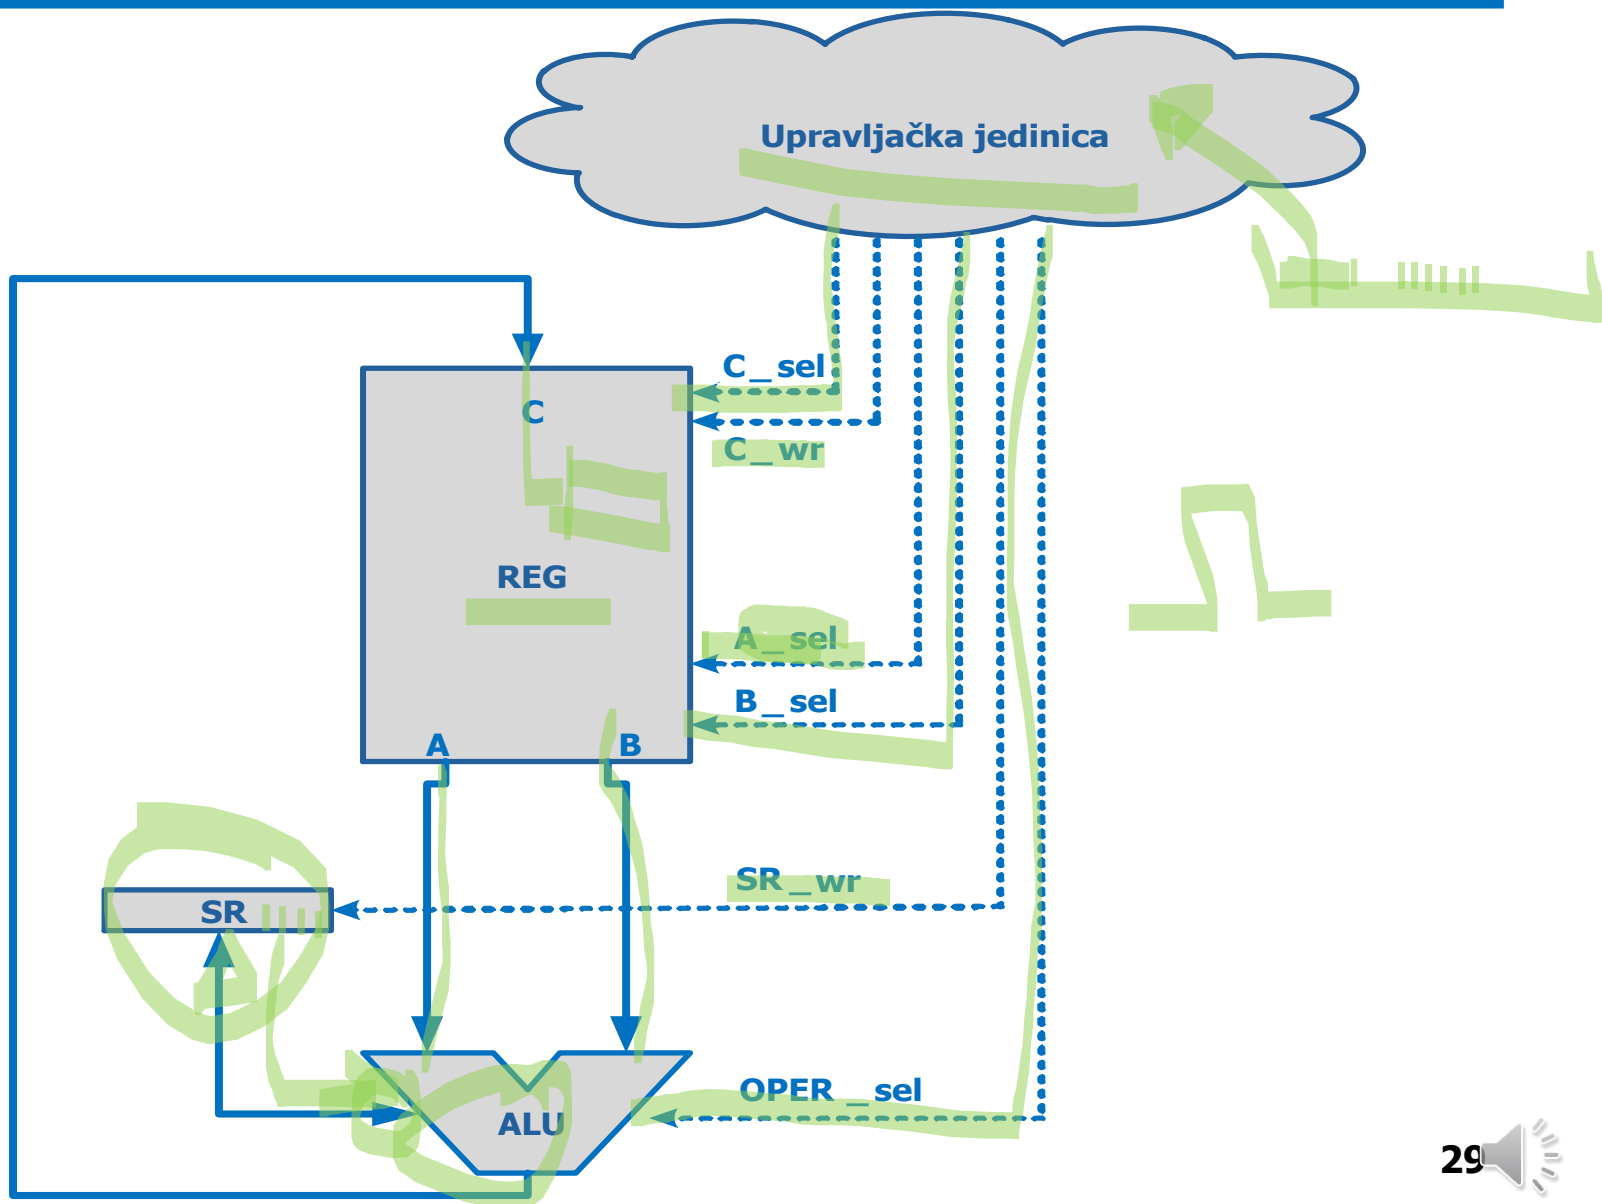 Upravljačka jedinica
C_sel
C
C_wr
REG
A_sel
B_sel
A
B
SR_wr
SR
OPER_sel
ALU
29